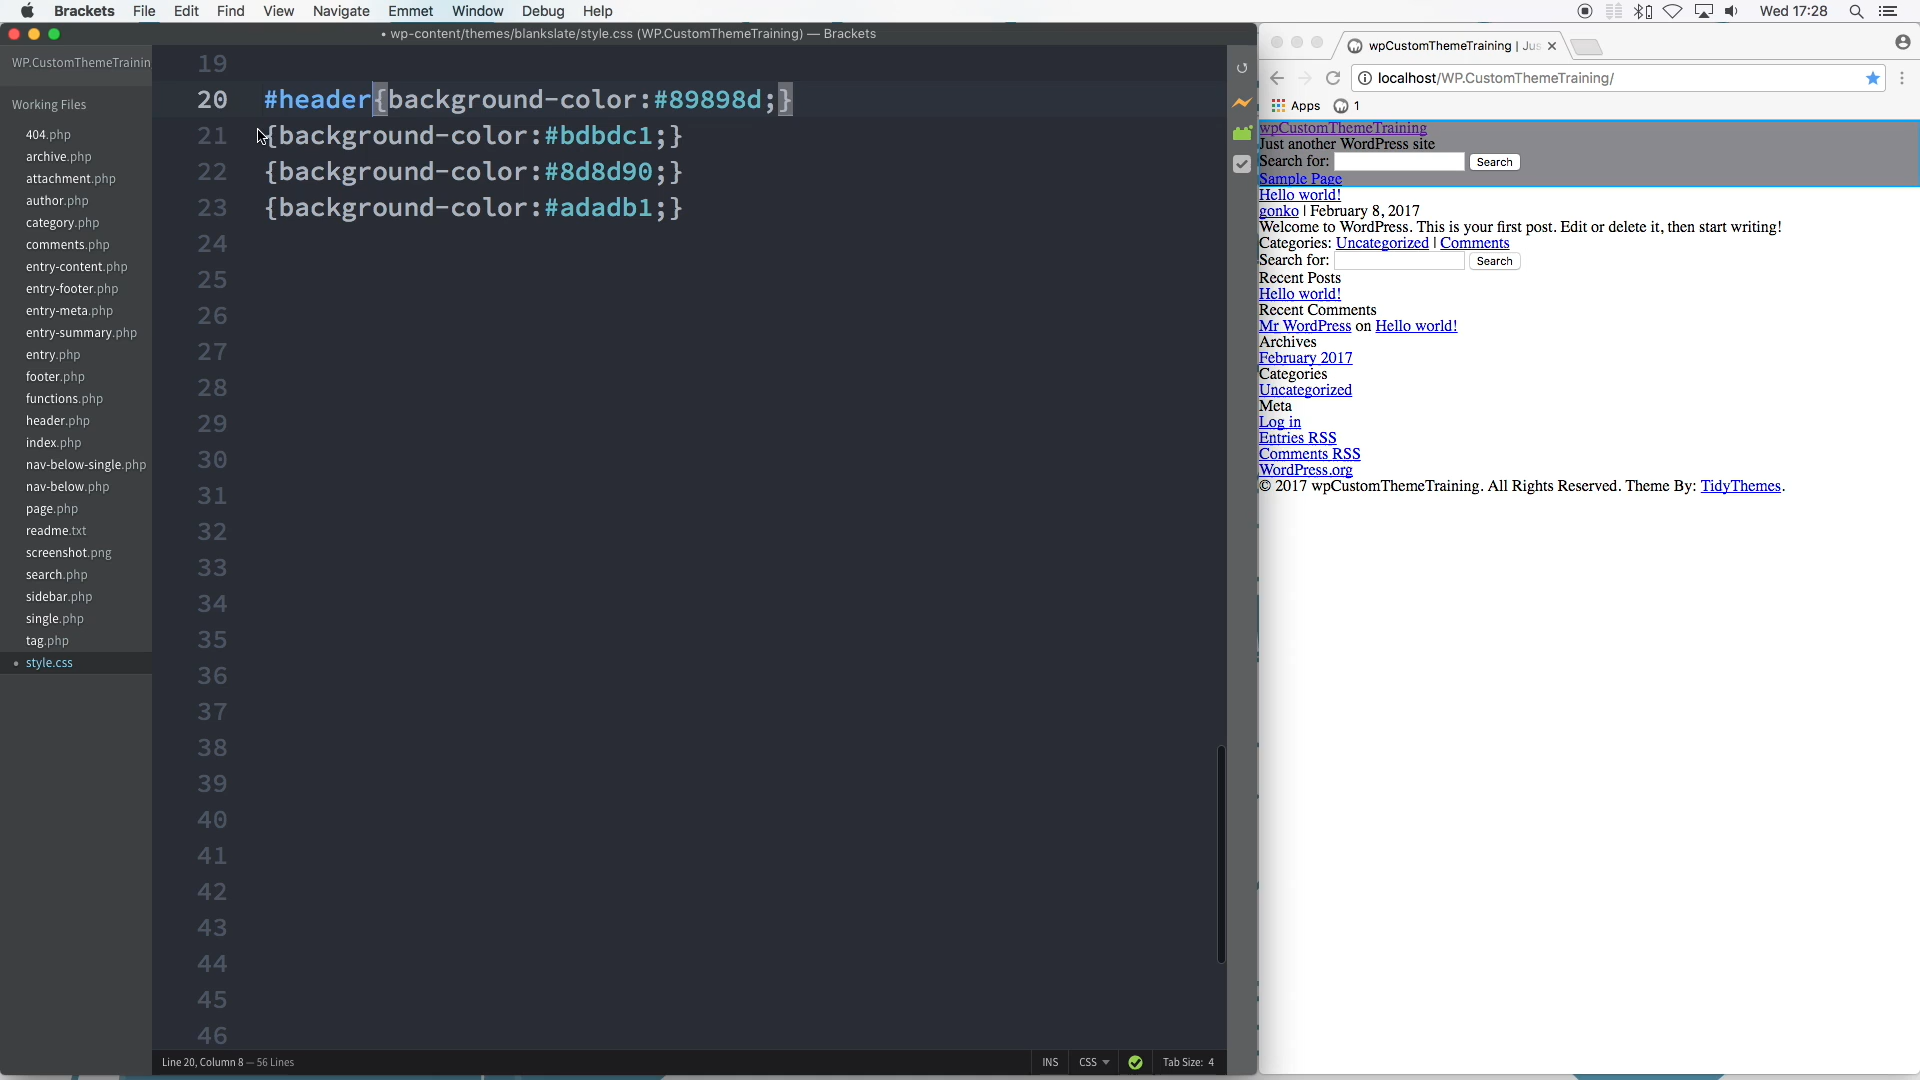 Brackets File Edit Find View Navigate Emmet Window Debug Help Wed 17:28
• wp-content/themes/blankslate/style.css (WP.CustomThemeTraining) — Brackets
WP.CustomThemeTrainin
Working Files
404.php
archive.php
attachment.php
author.php
category.php
comments.php
entry-content.php
entry-footer.php
entry-meta.php
entry-summary.php
entry.php
footer.php
functions.php
header.php
index.php
nav-below-single.php
nav-below.php
page.php
readme.txt
screenshot.png
search.php
sidebar.php
single.php
tag.php
• style.css
19
20 #header{background-color:#89898d;}
21 {background-color:#bdbdc1;}
22 {background-color:#8d8d90;}
23 {background-color:#adadb1;}
24
25
26
27
28
29
30
31
32
33
34
35
36
37
38
39
40
41
42
43
44
45
46
Line 20, Column 8 — 56 Lines
INS CSS Tab Size: 4
wpCustomThemeTraining | Jus
localhost/WP.CustomThemeTraining/
Apps 1
wpCustomThemeTraining
Just another WordPress site
Search for: Search
Sample Page
Hello world!
gonko | February 8, 2017
Welcome to WordPress. This is your first post. Edit or delete it, then start writing!
Categories: Uncategorized | Comments
Search for: Search
Recent Posts
Hello world!
Recent Comments
Mr WordPress on Hello world!
Archives
February 2017
Categories
Uncategorized
Meta
Log in
Entries RSS
Comments RSS
WordPress.org
© 2017 wpCustomThemeTraining. All Rights Reserved. Theme By: TidyThemes.